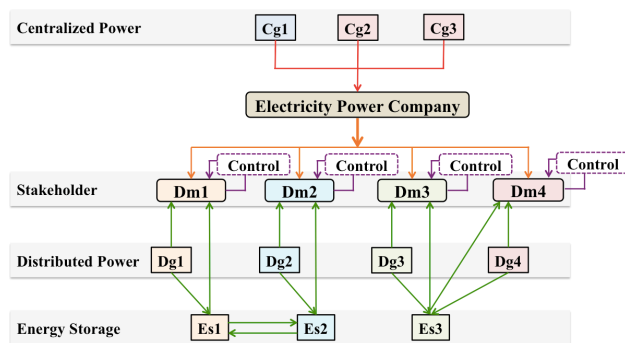 Centralized Power
Cg1
Cg2
Cg3
Electricity Power Company
Control
Control
Control
Control
Stakeholder
Dm1
Dm2
Dm3
Dm4
Distributed Power
Dg1
Dg2
Dg3
Dg4
Energy Storage
Es1
Es2
Es3